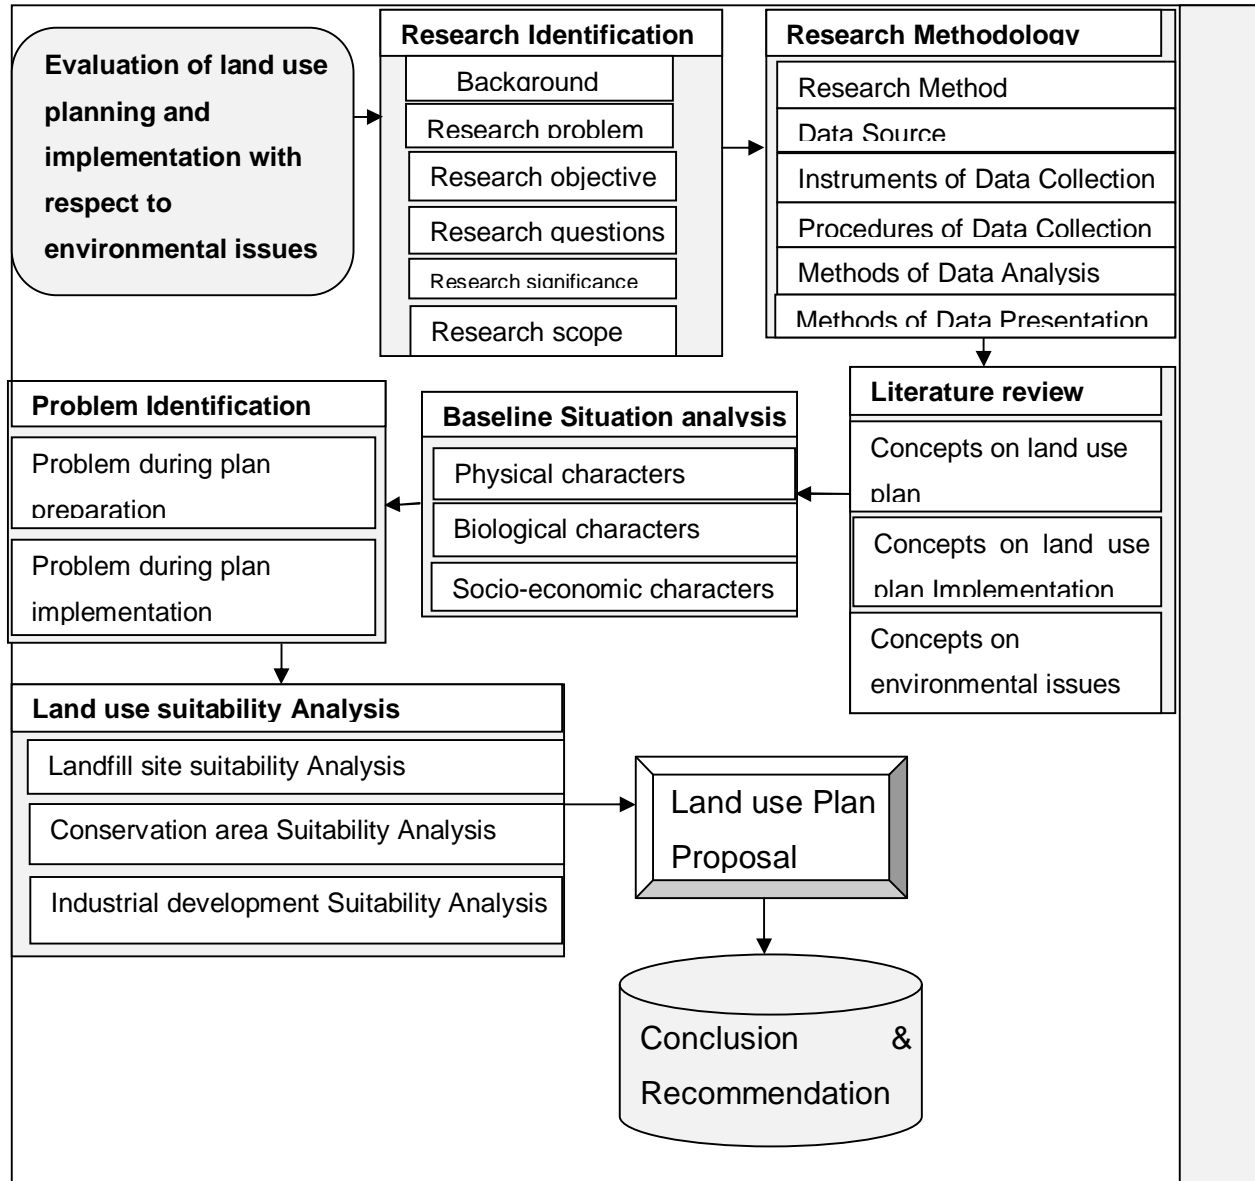 Evaluation of land use
planning and
implementation with
respect to
environmental issues
Research Identification
Background
Research problem
Research objective
Research questions
Research significance
Research scope
Research Methodology
Research Method
Data Source
Instruments of Data Collection
Procedures of Data Collection
Methods of Data Analysis
Methods of Data Presentation
Literature review
Concepts on land use
plan
Concepts on land use
plan Implementation
Concepts on
environmental issues
Baseline Situation analysis
Physical characters
Biological characters
Socio-economic characters
Problem Identification
Problem during plan
preparation
Problem during plan
implementation
Land use suitability Analysis
Landfill site suitability Analysis
Conservation area Suitability Analysis
Industrial development Suitability Analysis
Land use Plan
Proposal
Conclusion &
Recommendation